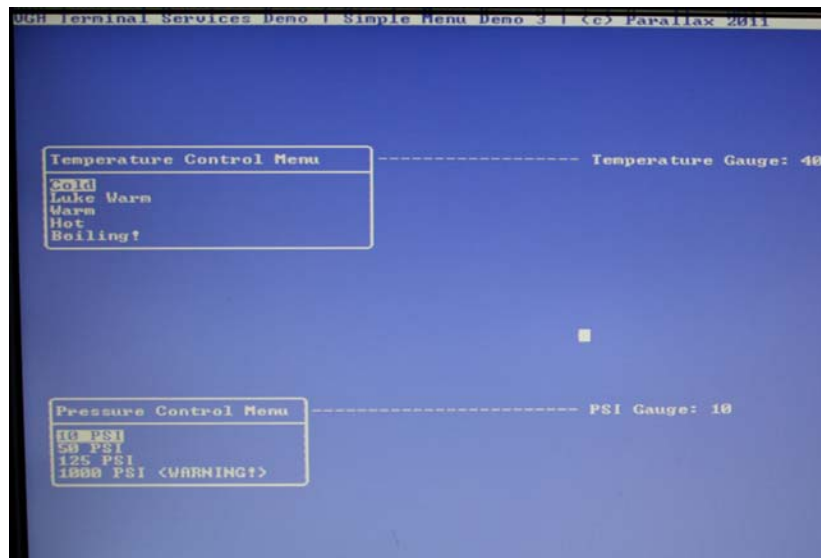 VGA Terminal Services Demo | Simple Menu Demo 3 | (c) Parallax 2011
Temperature Control Menu ------------------- Temperature Gauge: 40
Cold
Luke Warm
Warm
Hot
Boiling!
Pressure Control Menu ------------------------- PSI Gauge: 10
10 PSI
50 PSI
125 PSI
1000 PSI <WARNING!>